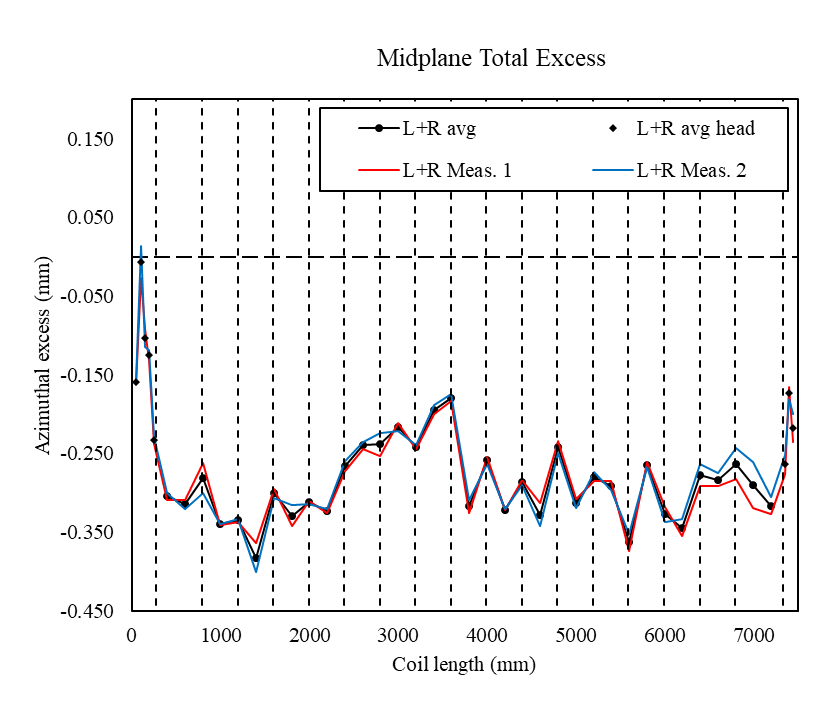 Midplane Total Excess
L+R avg
L+R avg head
L+R Meas. 1
L+R Meas. 2
Azimuthal excess (mm)
0.150
0.050
-0.050
-0.150
-0.250
-0.350
-0.450
0 1000 2000 3000 4000 5000 6000 7000
Coil length (mm)